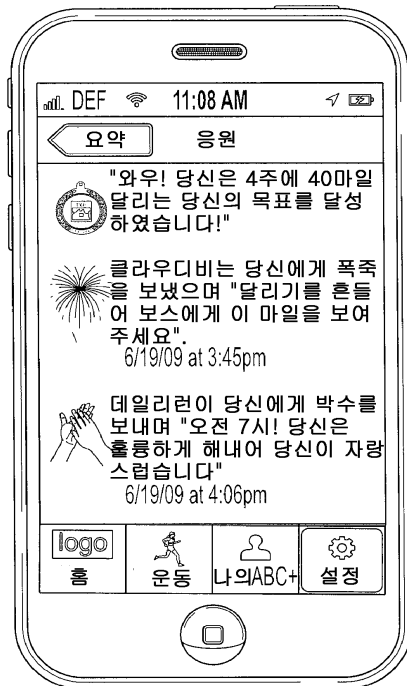 DEF 11:08 AM
요약 응원
"와우! 당신은 4주에 40마일
달리는 당신의 목표를 달성
하였습니다!"
클라우디비는 당신에게 폭죽
을 보냈으며 "달리기를 흔들
어 보스에게 이 마일을 보여
주세요".
6/19/09 at 3:45pm
데일리런이 당신에게 박수를
보내며 "오전 7시! 당신은
훌륭하게 해내어 당신이 자랑
스럽습니다"
6/19/09 at 4:06pm
logo
홈 운동 나의ABC+ 설정